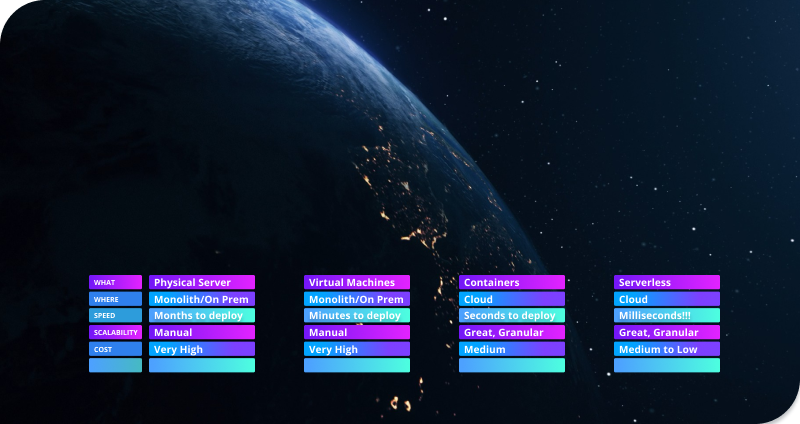 WHAT Physical Server Virtual Machines Containers Serverless
WHERE Monolith/On Prem Monolith/On Prem Cloud Cloud
SPEED Months to deploy Minutes to deploy Seconds to deploy Milliseconds!!!
SCALABILITY Manual Manual Great, Granular Great, Granular
COST Very High Very High Medium Medium to Low